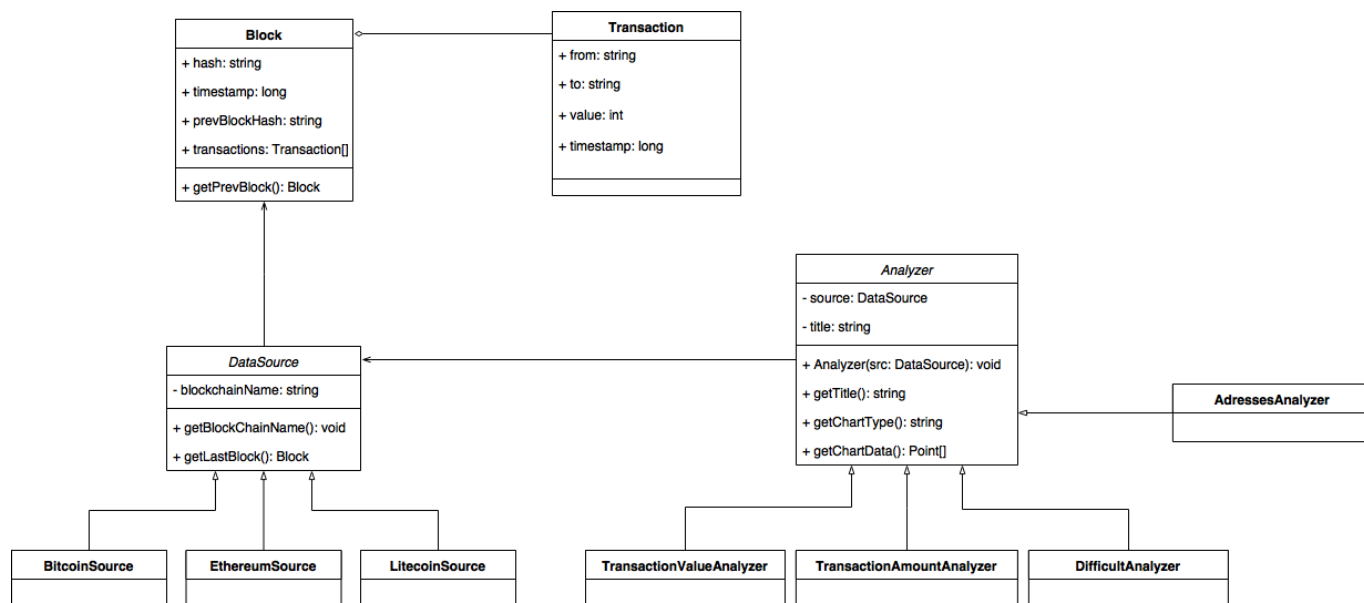 Block
+ hash: string
+ timestamp: long
+ prevBlockHash: string
+ transactions: Transaction[]
+ getPrevBlock(): Block
Transaction
+ from: string
+ to: string
+ value: int
+ timestamp: long
DataSource
- blockchainName: string
+ getBlockChainName(): void
+ getLastBlock(): Block
Analyzer
- source: DataSource
- title: string
+ Analyzer(src: DataSource): void
+ getTitle(): string
+ getChartType(): string
+ getChartData(): Point[]
AdressesAnalyzer
BitcoinSource
EthereumSource
LitecoinSource
TransactionValueAnalyzer
TransactionAmountAnalyzer
DifficultAnalyzer